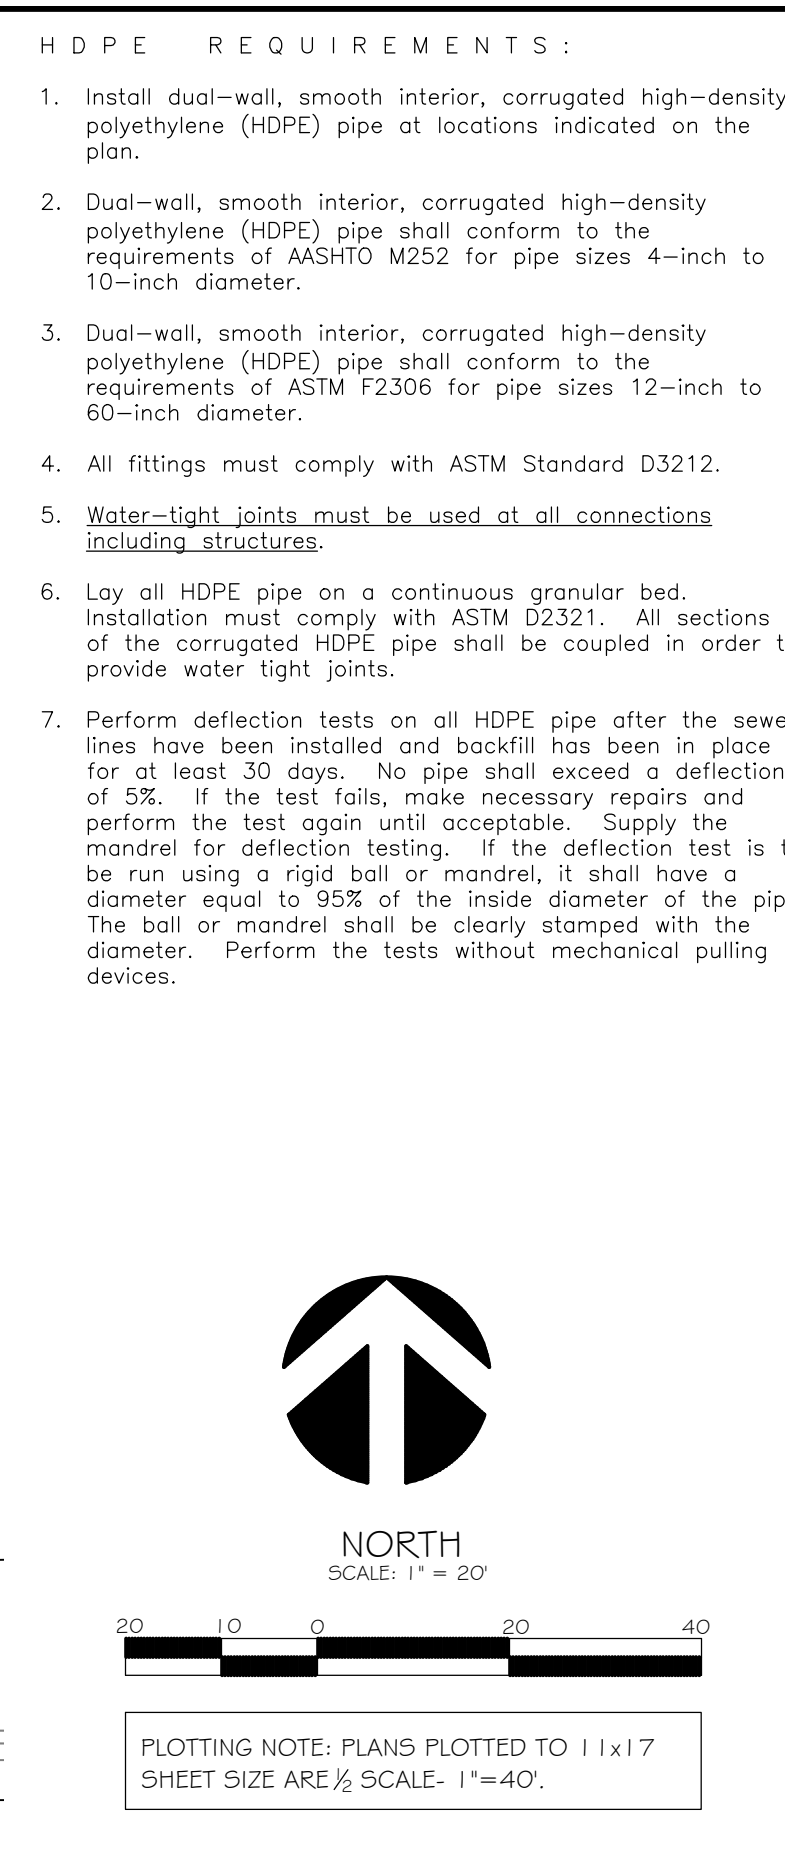 HDPE REQUIREMENTS:
1. Install dual-wall, smooth interior, corrugated high-density
polyethylene (HDPE) pipe at locations indicated on the
plan.
2. Dual-wall, smooth interior, corrugated high-density
polyethylene (HDPE) pipe shall conform to the
requirements of AASHTO M252 for pipe sizes 4-inch to
10-inch diameter.
3. Dual-wall, smooth interior, corrugated high-density
polyethylene (HDPE) pipe shall conform to the
requirements of ASTM F2306 for pipe sizes 12-inch to
60-inch diameter.
4. All fittings must comply with ASTM Standard D3212.
5. Water-tight joints must be used at all connections
including structures.
6. Lay all HDPE pipe on a continuous granular bed.
Installation must comply with ASTM D2321. All sections
of the corrugated HDPE pipe shall be coupled in order t
provide water tight joints.
7. Perform deflection tests on all HDPE pipe after the sewe
lines have been installed and backfill has been in place
for at least 30 days. No pipe shall exceed a deflection
of 5%. If the test fails, make necessary repairs and
perform the test again until acceptable. Supply the
mandrel for deflection testing. If the deflection test is t
be run using a rigid ball or mandrel, it shall have a
diameter equal to 95% of the inside diameter of the pip
The ball or mandrel shall be clearly stamped with the
diameter. Perform the tests without mechanical pulling
devices.
NORTH
SCALE: 1" = 20'
20 10 0 20 40
PLOTTING NOTE: PLANS PLOTTED TO 11x17
SHEET SIZE ARE ½ SCALE- 1"=40'.